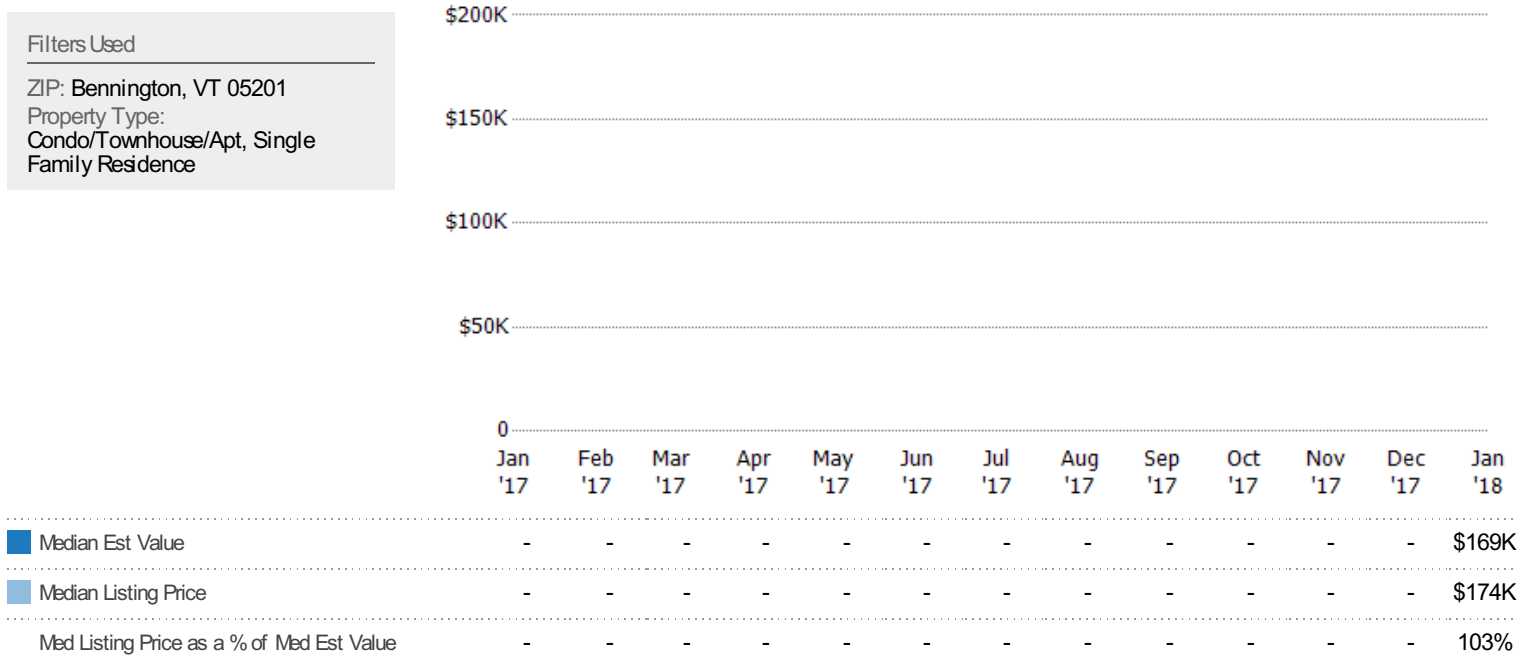 Filters Used
ZIP: Bennington, VT 05201
Property Type:
Condo/Townhouse/Apt, Single
Family Residence
$200K
$150K
$100K
$50K
0
Jan Feb Mar Apr May Jun Jul Aug Sep Oct Nov Dec Jan
'17 '17 '17 '17 '17 '17 '17 '17 '17 '17 '17 '17 '18
Median Est Value - - - - - - - - - - - - $169K
Median Listing Price - - - - - - - - - - - - $174K
Med Listing Price as a % of Med Est Value - - - - - - - - - - - - 103%